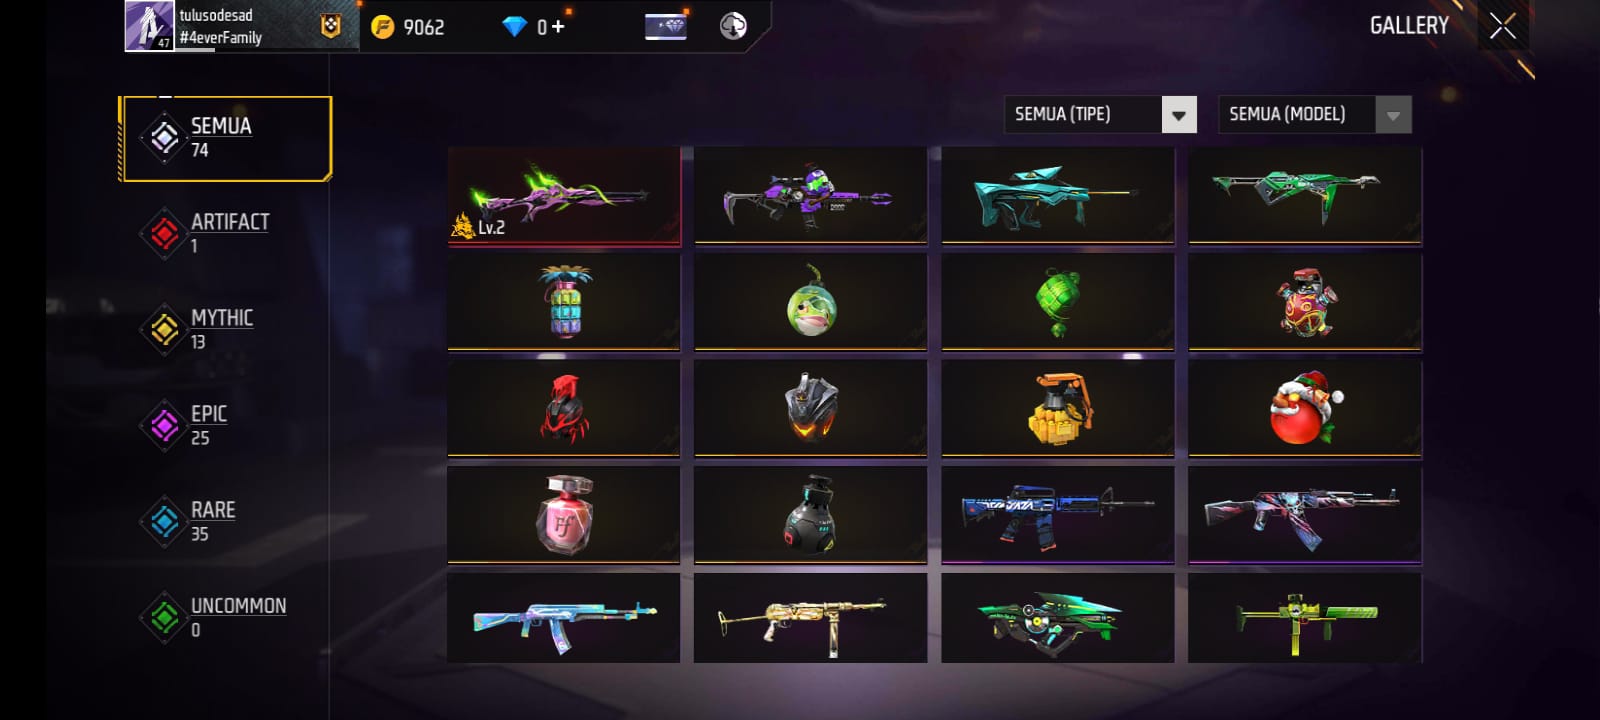 tulusodesad
#4everFamily
47
9062
0+
GALLERY
SEMUA (TIPE)
SEMUA (MODEL)
SEMUA
74
ARTIFACT
1
MYTHIC
13
EPIC
25
RARE
35
UNCOMMON
0
Lv.2
Ff